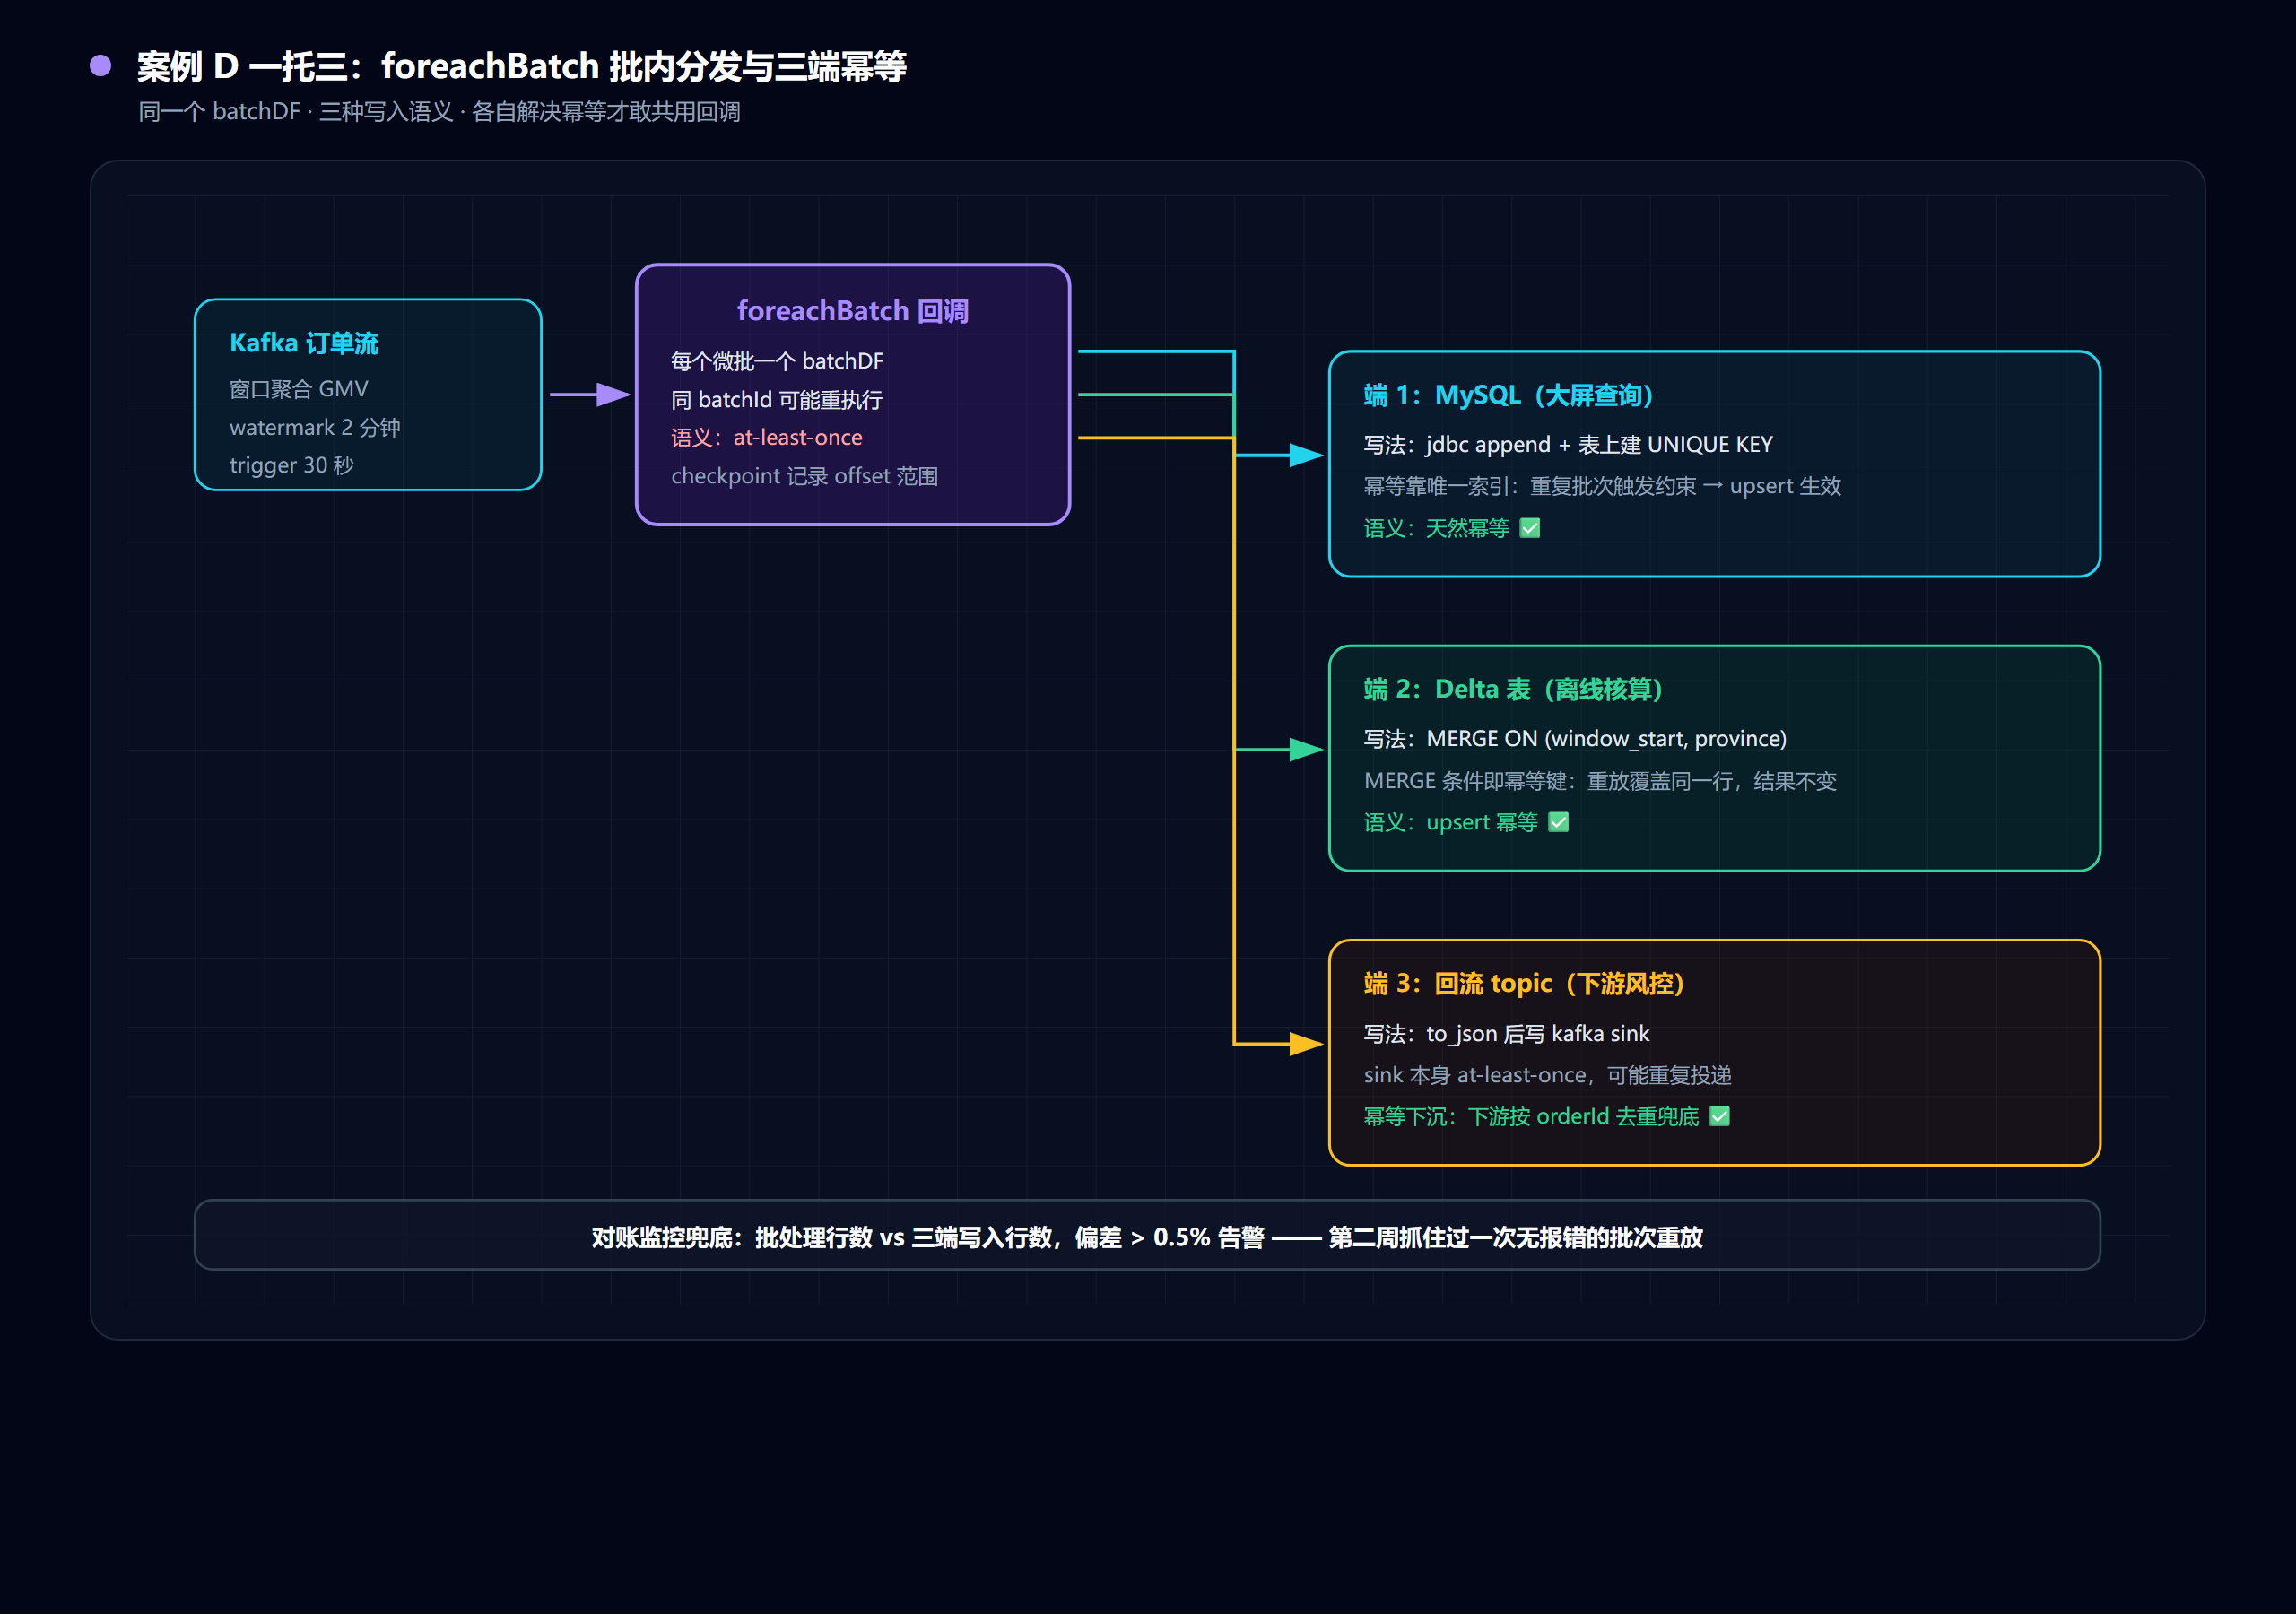 案例 D 一托三：foreachBatch 批内分发与三端幂等
同一个 batchDF · 三种写入语义 · 各自解决幂等才敢共用回调
Kafka 订单流
窗口聚合 GMV
watermark 2 分钟
trigger 30 秒
foreachBatch 回调
每个微批一个 batchDF
同 batchId 可能重执行
语义：at-least-once
checkpoint 记录 offset 范围
端 1：MySQL（大屏查询）
写法：jdbc append + 表上建 UNIQUE KEY
幂等靠唯一索引：重复批次触发约束 → upsert 生效
语义：天然幂等 ✅
端 2：Delta 表（离线核算）
写法：MERGE ON (window_start, province)
MERGE 条件即幂等键：重放覆盖同一行，结果不变
语义：upsert 幂等 ✅
端 3：回流 topic（下游风控）
写法：to_json 后写 kafka sink
sink 本身 at-least-once，可能重复投递
幂等下沉：下游按 orderId 去重兜底 ✅
对账监控兜底：批处理行数 vs 三端写入行数，偏差 > 0.5% 告警 —— 第二周抓住过一次无报错的批次重放